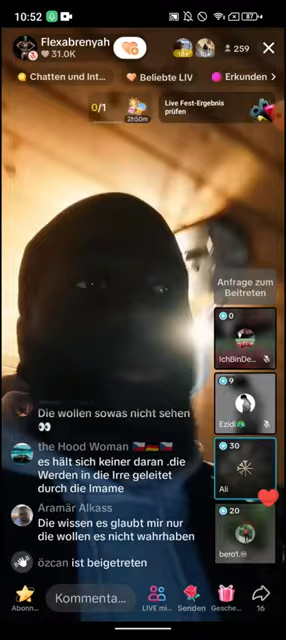 10:52
87
Flexabrenyah
31.0K
259
Chatten und Int...
Beliebte LIV
Erkunden >
0/1
2h50m
Live Fest-Ergebnis
prüfen
Anfrage zum
Beitreten
0
IchBinDe...
9
Ezidi
30
Ali
20
bero1.
Die wollen sowas nicht sehen
👀
the Hood Woman 🇨🇿🇩🇪🇨🇿
es hält sich keiner daran .die
Werden in die Irre geleitet
durch die Imame
Aramär Alkass
Die wissen es glaubt mir nur
die wollen es nicht wahrhaben
özcan ist beigetreten
Abonn...
Kommenta...
LIVE mi...
Senden
Gesche...
16